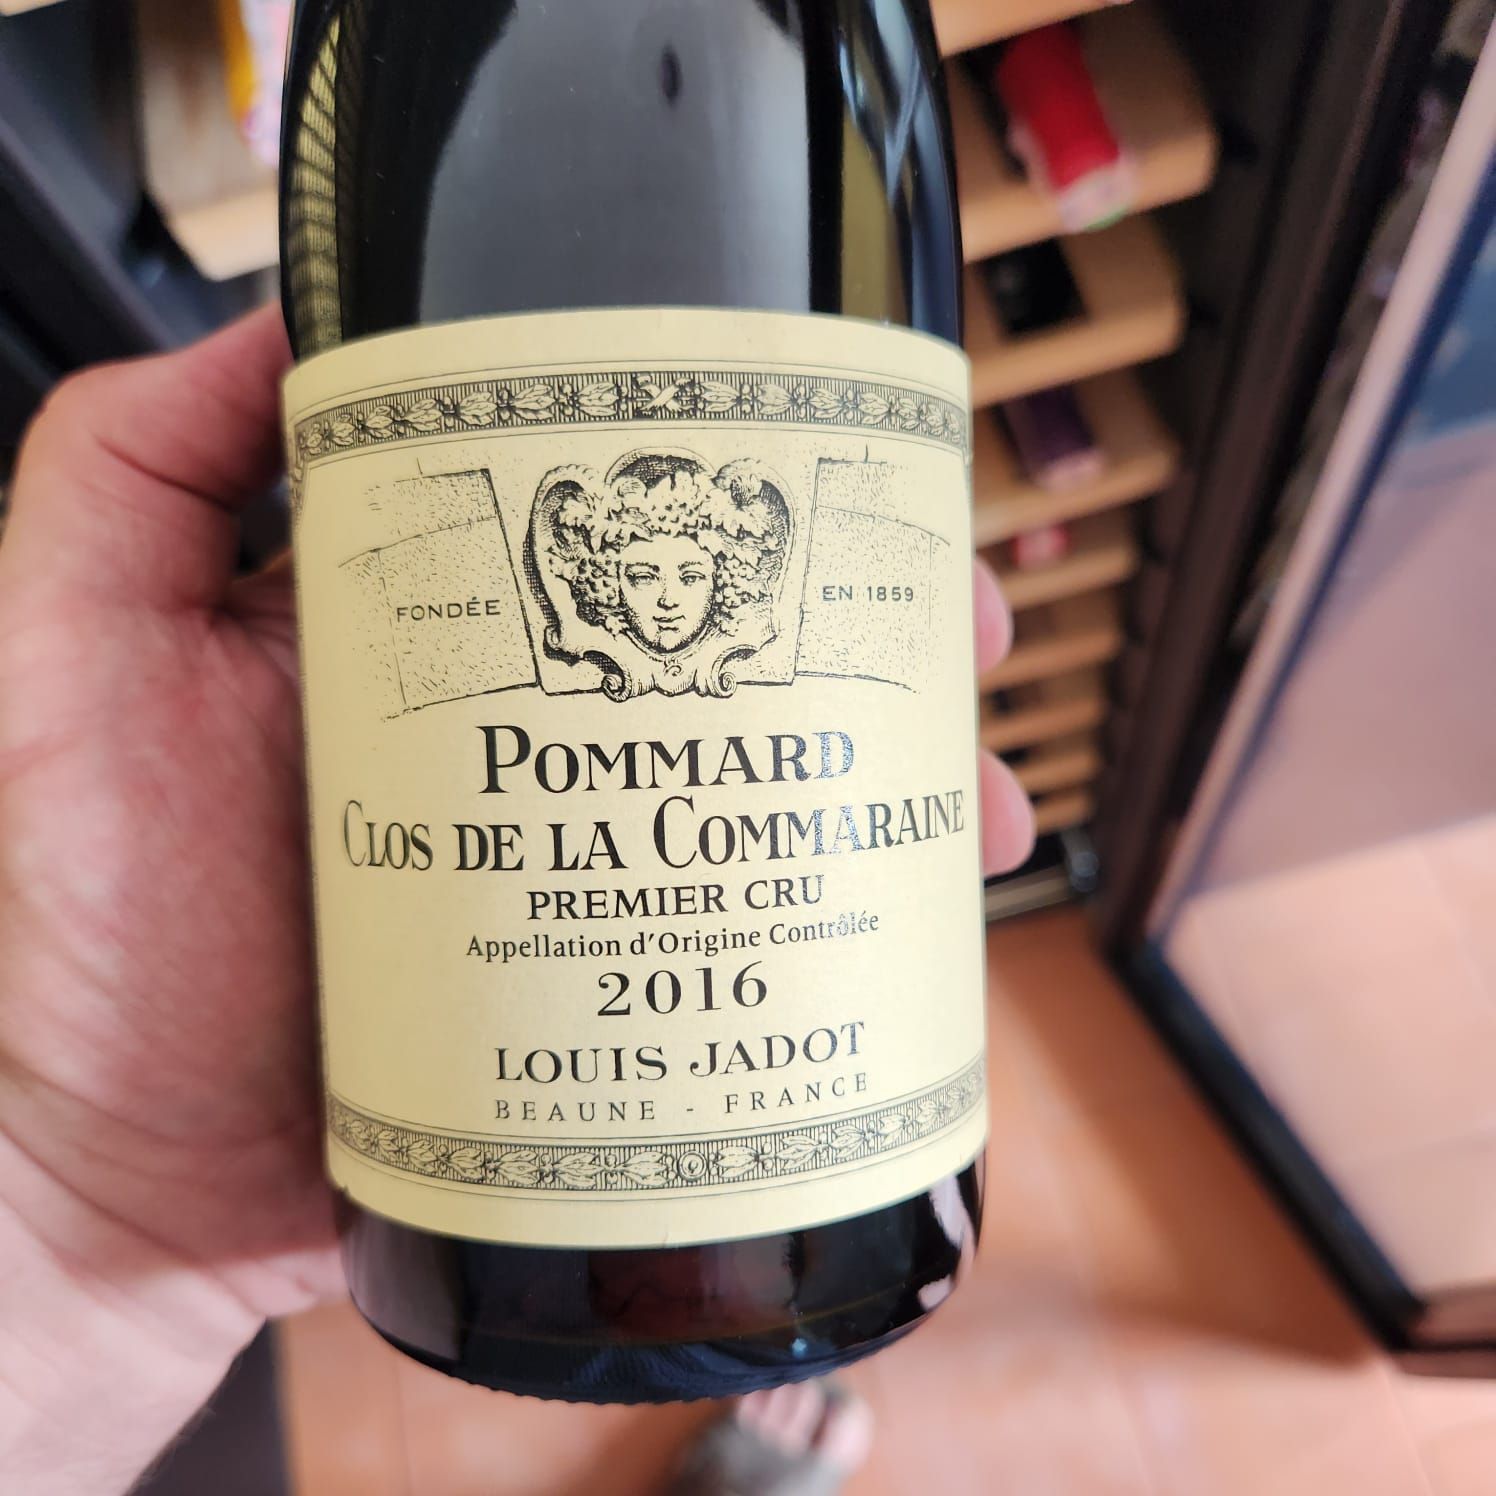 FONDÉE EN 1859
POMMARD
CLOS DE LA COMMARAINE
PREMIER CRU
Appellation d'Origine Contrôlée
2016
LOUIS JADOT
BEAUNE - FRANCE